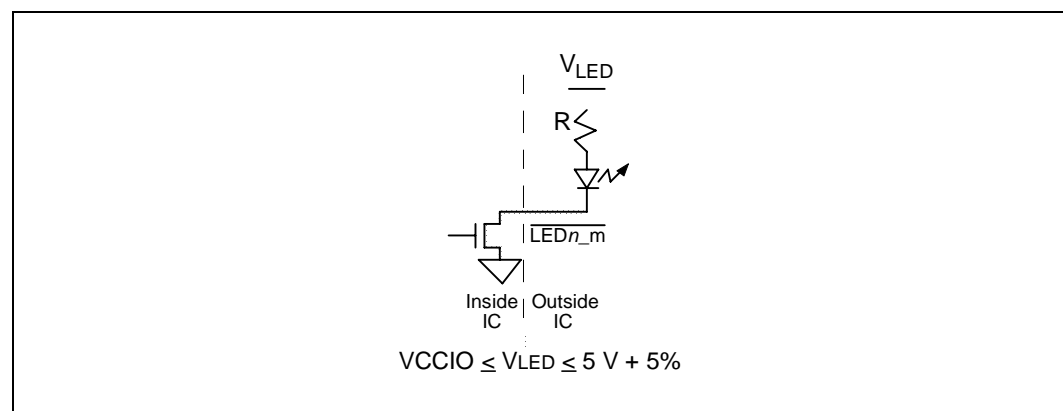 VLED
R
LEDn_m
Inside Outside
IC IC
VCCIO ≤ VLED ≤ 5 V + 5%